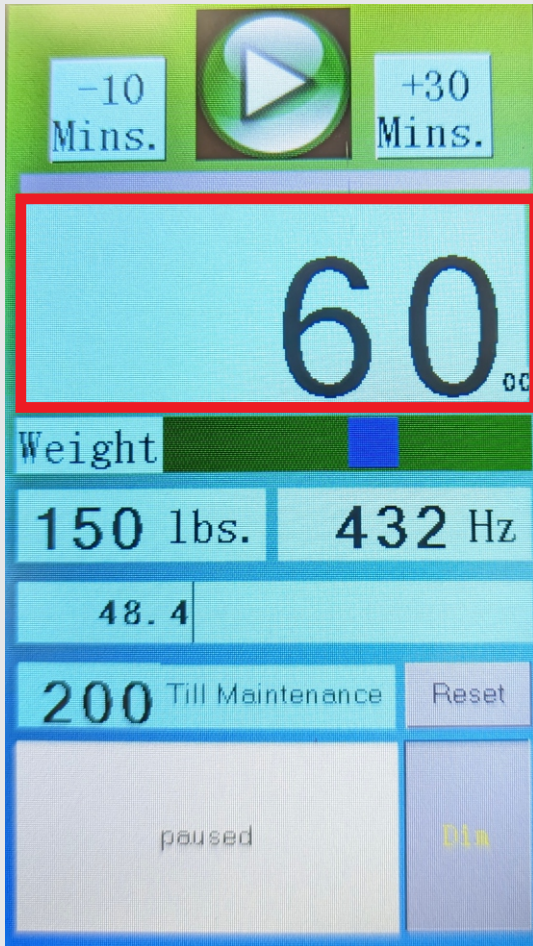 -10 Mins.
+30 Mins.
60 00
Weight
150 lbs.
432 Hz
48.4
200 Till Maintenance
Reset
paused
Dim